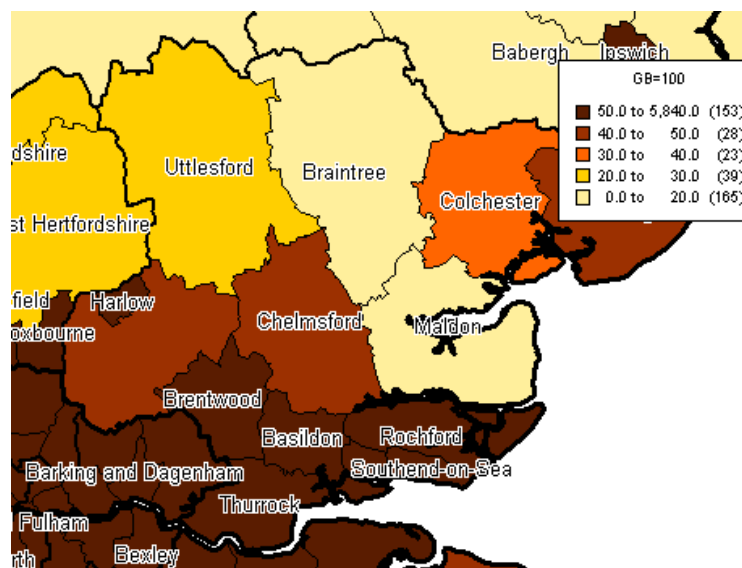 Babergh Ipswich
GB=100
50.0 to 5,840.0 (153)
40.0 to 50.0 (28)
30.0 to 40.0 (23)
20.0 to 30.0 (39)
0.0 to 20.0 (165)
dshire
Uttlesford
Braintree
Colchester
st Hertfordshire
field
Harlow
oxbourne
Chelmsford
Maldon
Brentwood
Basildon
Rochford
Barking and Dagenham
Southend-on-Sea
Thurrock
Fulham
rth
Bexley